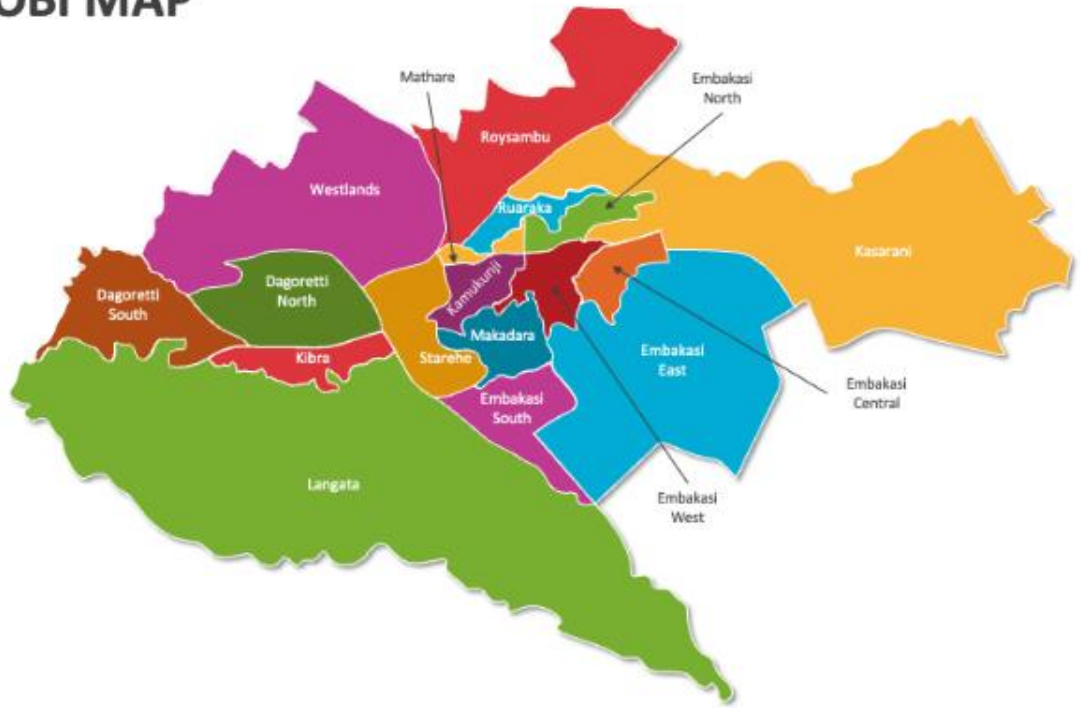 OBI MAP
Mathare
Embakasi
North
Roysambu
Westlands
Ruaraka
Kasarani
Kamukunji
Dagoretti
North
Dagoretti
South
Makadara
Starehe
Kibra
Embakasi
East
Embakasi
Central
Embakasi
South
Langata
Embakasi
West